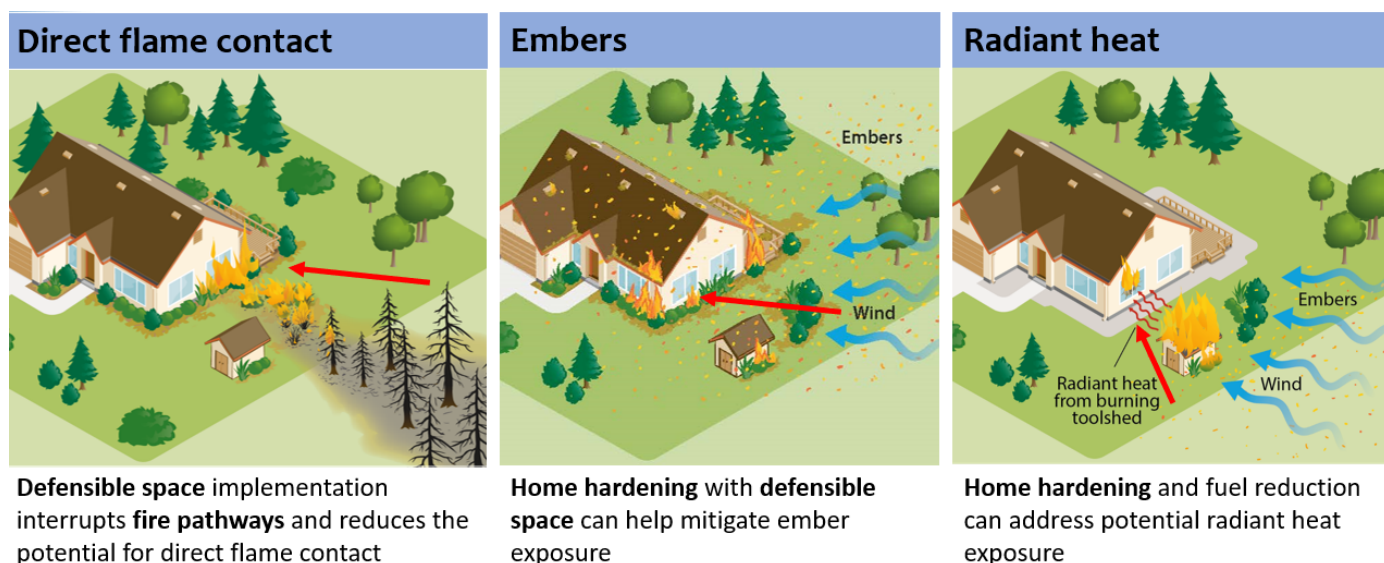 Direct flame contact
Defensible space implementation
interrupts fire pathways and reduces the
potential for direct flame contact
Embers
Embers
Wind
Home hardening with defensible
space can help mitigate ember
exposure
Radiant heat
Embers
Wind
Radiant heat
from burning
toolshed
Home hardening and fuel reduction
can address potential radiant heat
exposure